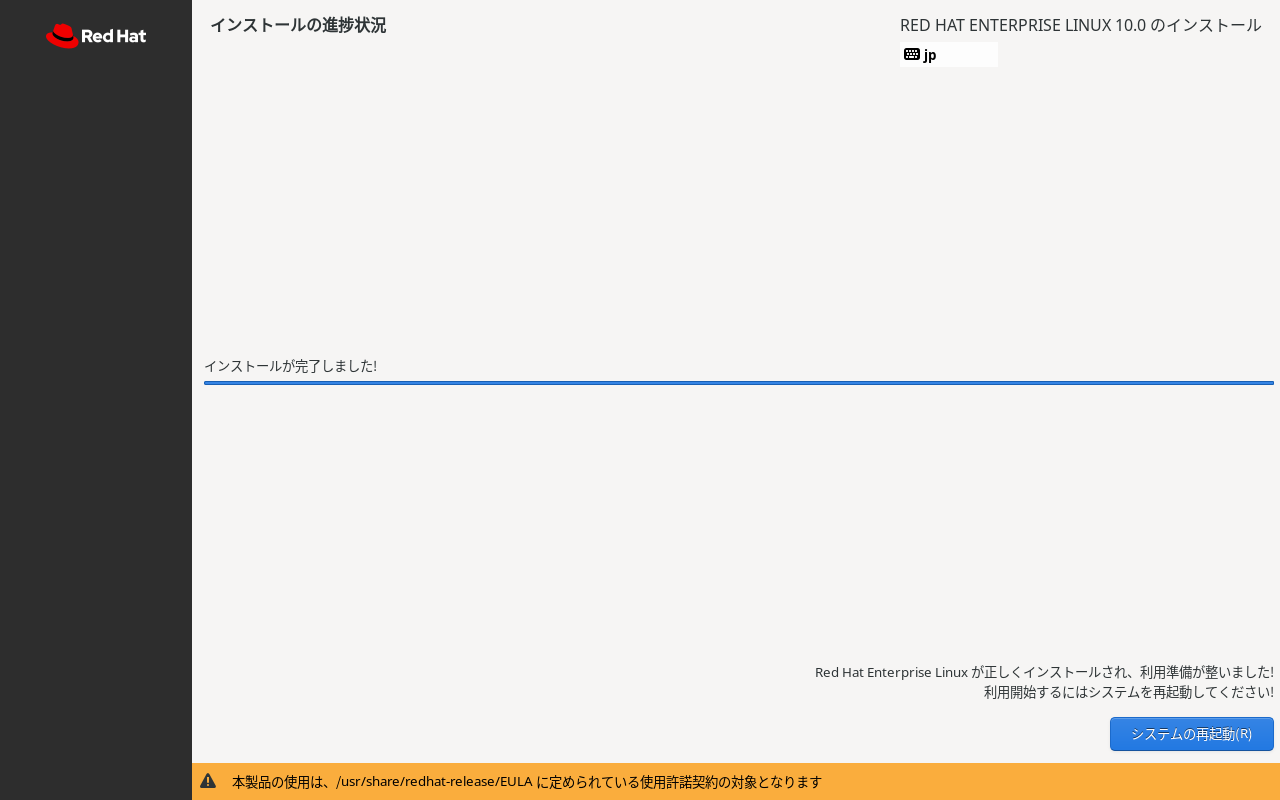 Red Hat
インストールの進捗状況
RED HAT ENTERPRISE LINUX 10.0 のインストール
jp
インストールが完了しました!
Red Hat Enterprise Linux が正しくインストールされ、利用準備が整いました!
利用開始するにはシステムを再起動してください!
システムの再起動(R)
本製品の使用は、/usr/share/redhat-release/EULA に定められている使用許諾契約の対象となります